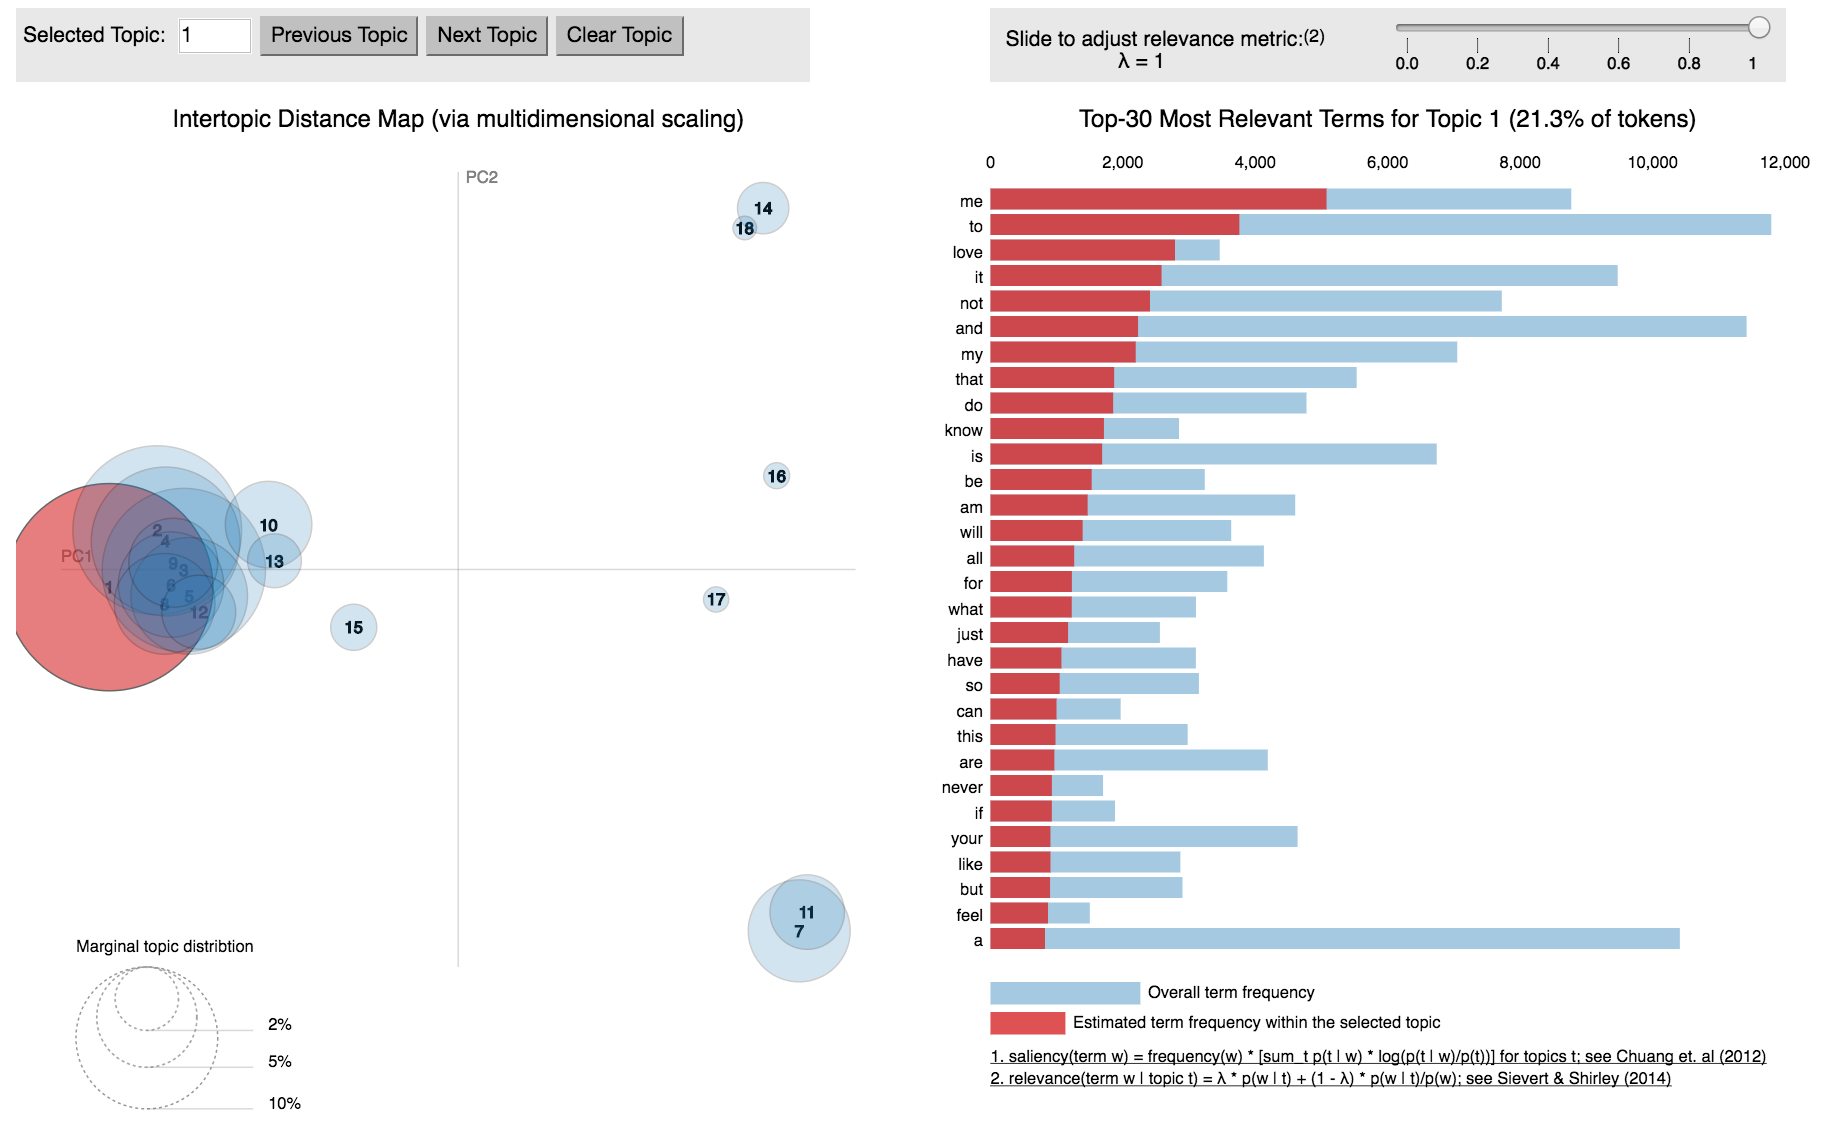 Selected Topic: 1 Previous Topic Next Topic Clear Topic
Slide to adjust relevance metric:(2)
λ = 1
0.0 0.2 0.4 0.6 0.8 1
Intertopic Distance Map (via multidimensional scaling)
PC2
PC1
14
18
16
10
13
2
4
9
3
1
6
5
8
12
17
15
11
7
Marginal topic distribtion
2%
5%
10%
Top-30 Most Relevant Terms for Topic 1 (21.3% of tokens)
0 2,000 4,000 6,000 8,000 10,000 12,000
me
to
love
it
not
and
my
that
do
know
is
be
am
will
all
for
what
just
have
so
can
this
are
never
if
your
like
but
feel
a
Overall term frequency
Estimated term frequency within the selected topic
1. saliency(term w) = frequency(w) * [sum_t p(t | w) * log(p(t | w)/p(t))] for topics t; see Chuang et. al (2012)
2. relevance(term w | topic t) = λ * p(w | t) + (1 - λ) * p(w | t)/p(w); see Sievert & Shirley (2014)